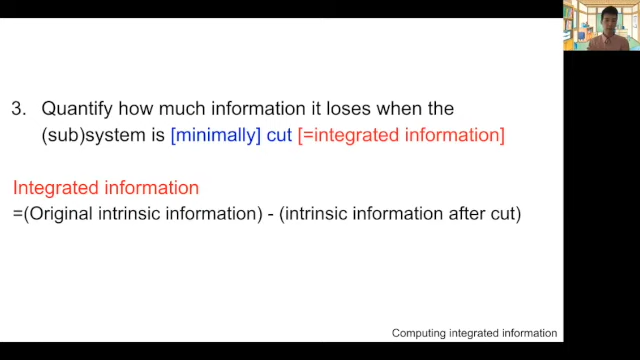 3. Quantify how much information it loses when the
(sub)system is [minimally] cut [=integrated information]
Integrated information
=(Original intrinsic information) - (intrinsic information after cut)
Computing integrated information